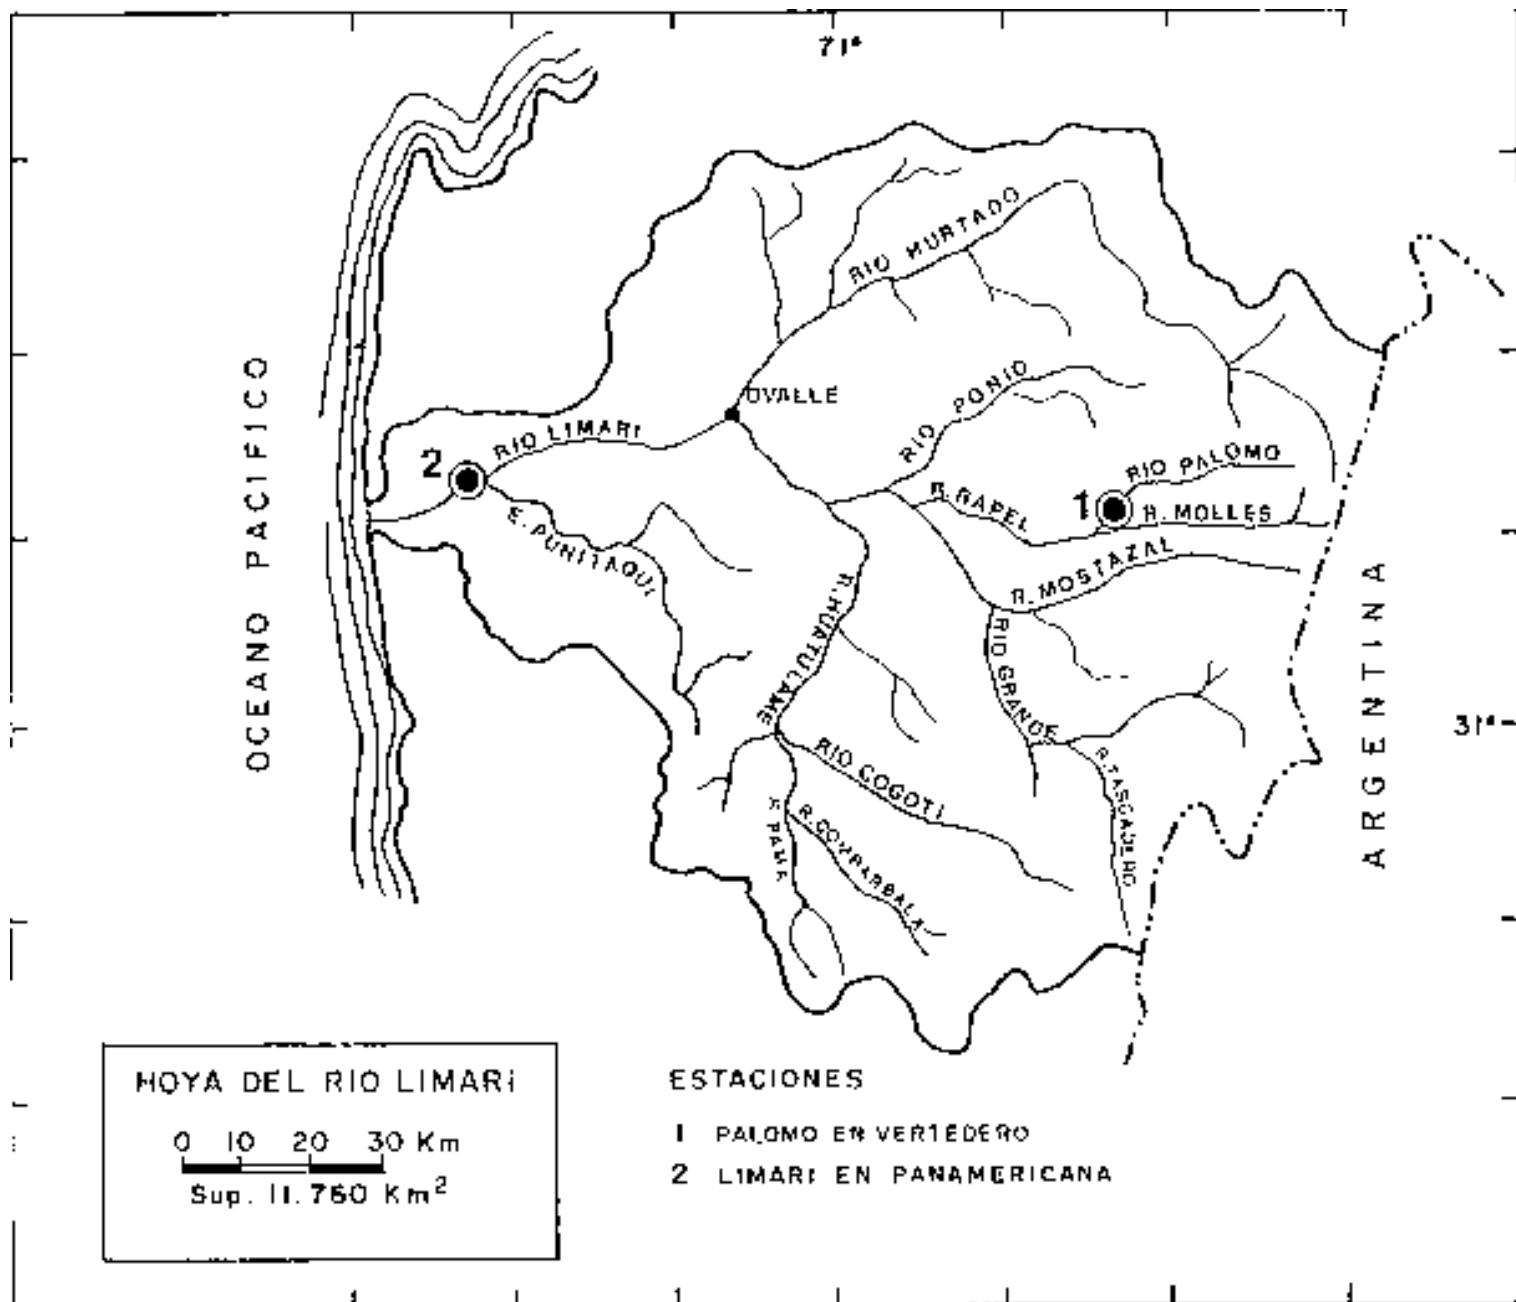 71°
RIO HURTADO
OVALLE
RIO PONIO
RIO LIMARI
2
RIO PALOMO
1
R. RAPEL
R. MOLLES
E. PUNITAQUI
R. MOSTAZAL
R. HUATULAME
RIO GRANDE
OCEANO PACIFICO
ARGENTINA
31°
RIO COGOTI
R. TASCADERO
R. PAMA
R. COMBARBALA
HOYA DEL RIO LIMARI
0 10 20 30 Km
Sup. 11.760 Km²
ESTACIONES
1 PALOMO EN VERTEDERO
2 LIMARI EN PANAMERICANA